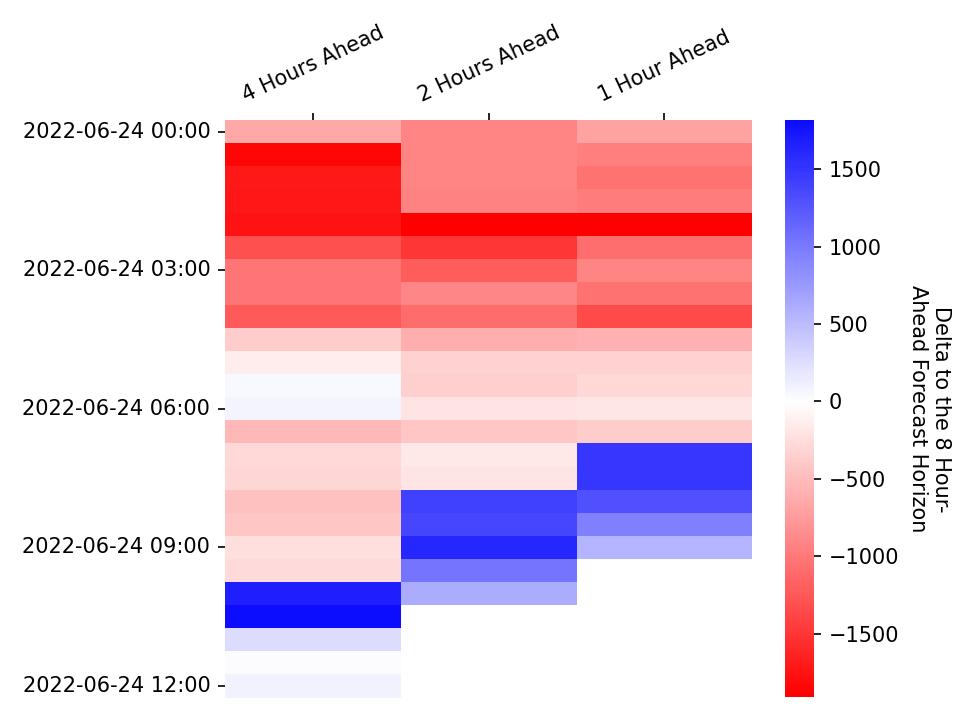 4 Hours Ahead
2 Hours Ahead
1 Hour Ahead
2022-06-24 00:00
2022-06-24 03:00
2022-06-24 06:00
2022-06-24 09:00
2022-06-24 12:00
1500
1000
500
0
−500
−1000
−1500
Delta to the 8 Hour-
Ahead Forecast Horizon